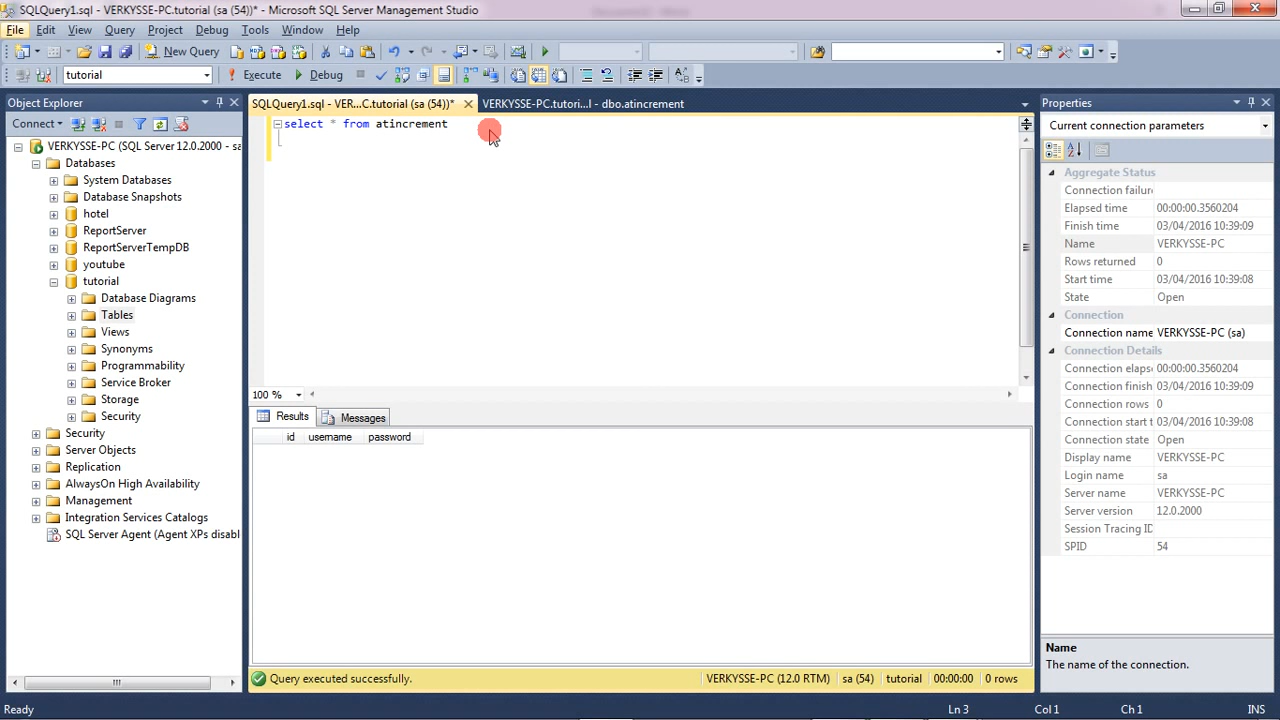 SQLQuery1.sql - VERKYSSE-PC.tutorial (sa (54))* - Microsoft SQL Server Management Studio
File Edit View Query Project Debug Tools Window Help
New Query
tutorial Execute Debug
Object Explorer
SQLQuery1.sql - VER...C.tutorial (sa (54))* VERKYSSE-PC.tutori...l - dbo.atincrement
Properties
Connect
select * from atincrement
Current connection parameters
VERKYSSE-PC (SQL Server 12.0.2000 - sa
Databases
System Databases
Database Snapshots
hotel
ReportServer
ReportServerTempDB
youtube
tutorial
Database Diagrams
Tables
Views
Synonyms
Programmability
Service Broker
Storage
Security
Security
Server Objects
Replication
AlwaysOn High Availability
Management
Integration Services Catalogs
SQL Server Agent (Agent XPs disabl
100 %
Results Messages
id username password
Query executed successfully. VERKYSSE-PC (12.0 RTM) sa (54) tutorial 00:00:00 0 rows
Aggregate Status
Connection failure
Elapsed time 00:00:00.3560204
Finish time 03/04/2016 10:39:09
Name VERKYSSE-PC
Rows returned 0
Start time 03/04/2016 10:39:08
State Open
Connection
Connection name VERKYSSE-PC (sa)
Connection Details
Connection elaps 00:00:00.3560204
Connection finish 03/04/2016 10:39:09
Connection rows 0
Connection start t 03/04/2016 10:39:08
Connection state Open
Display name VERKYSSE-PC
Login name sa
Server name VERKYSSE-PC
Server version 12.0.2000
Session Tracing ID
SPID 54
Name
The name of the connection.
Ready Ln 3 Col 1 Ch 1 INS